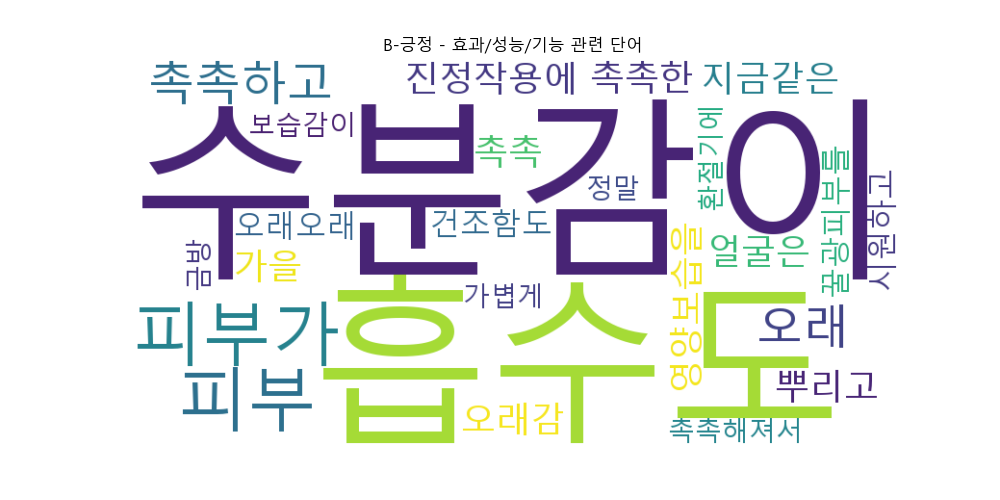 B-긍정 - 효과/성능/기능 관련 단어
촉촉하고
진정작용에
촉촉한
지금같은
수분감이
보습감이
촉촉
정말
환절기에
꿀광피부를
시원하고
오래오래
건조함도
얼굴은
금방
가을
가볍게
영양보습을
피부가
흡수도
오래
피부
오래감
뿌리고
촉촉해져서